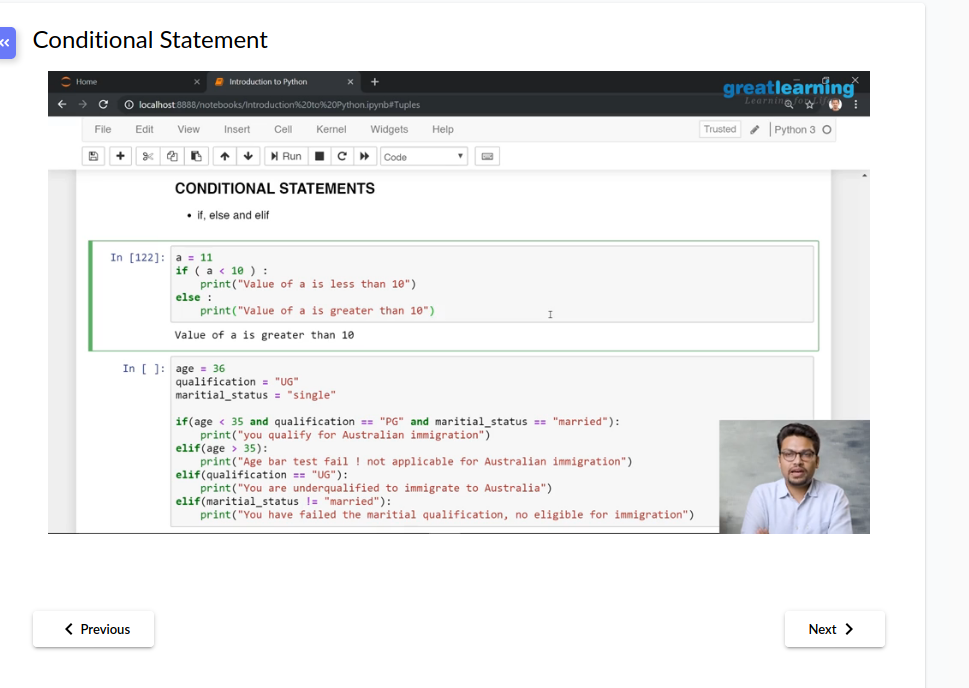 «
Conditional Statement
Home × Introduction to Python × +
greatlearning
Learning for Life
localhost:8888/notebooks/Introduction%20to%20Python.ipynb#Tuples
File Edit View Insert Cell Kernel Widgets Help Trusted Python 3
Run Code
CONDITIONAL STATEMENTS
• if, else and elif
In [122]: a = 11
if ( a < 10 ) :
print("Value of a is less than 10")
else :
print("Value of a is greater than 10")
Value of a is greater than 10
In [ ]: age = 36
qualification = "UG"
maritial_status = "single"
if(age < 35 and qualification == "PG" and maritial_status == "married"):
print("you qualify for Australian immigration")
elif(age > 35):
print("Age bar test fail ! not applicable for Australian immigration")
elif(qualification == "UG"):
print("You are underqualified to immigrate to Australia")
elif(maritial_status != "married"):
print("You have failed the maritial qualification, no eligible for immigration")
Previous
Next